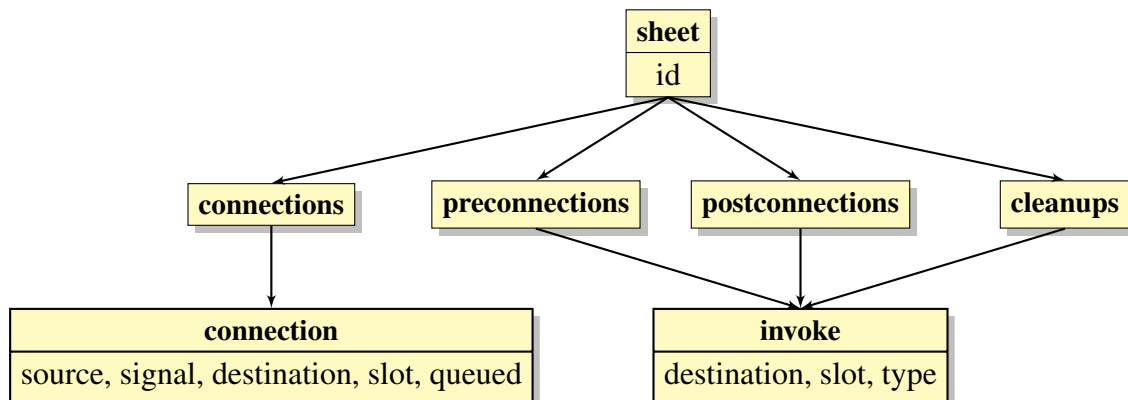 sheet
id
connections
preconnections
postconnections
cleanups
connection
source, signal, destination, slot, queued
invoke
destination, slot, type